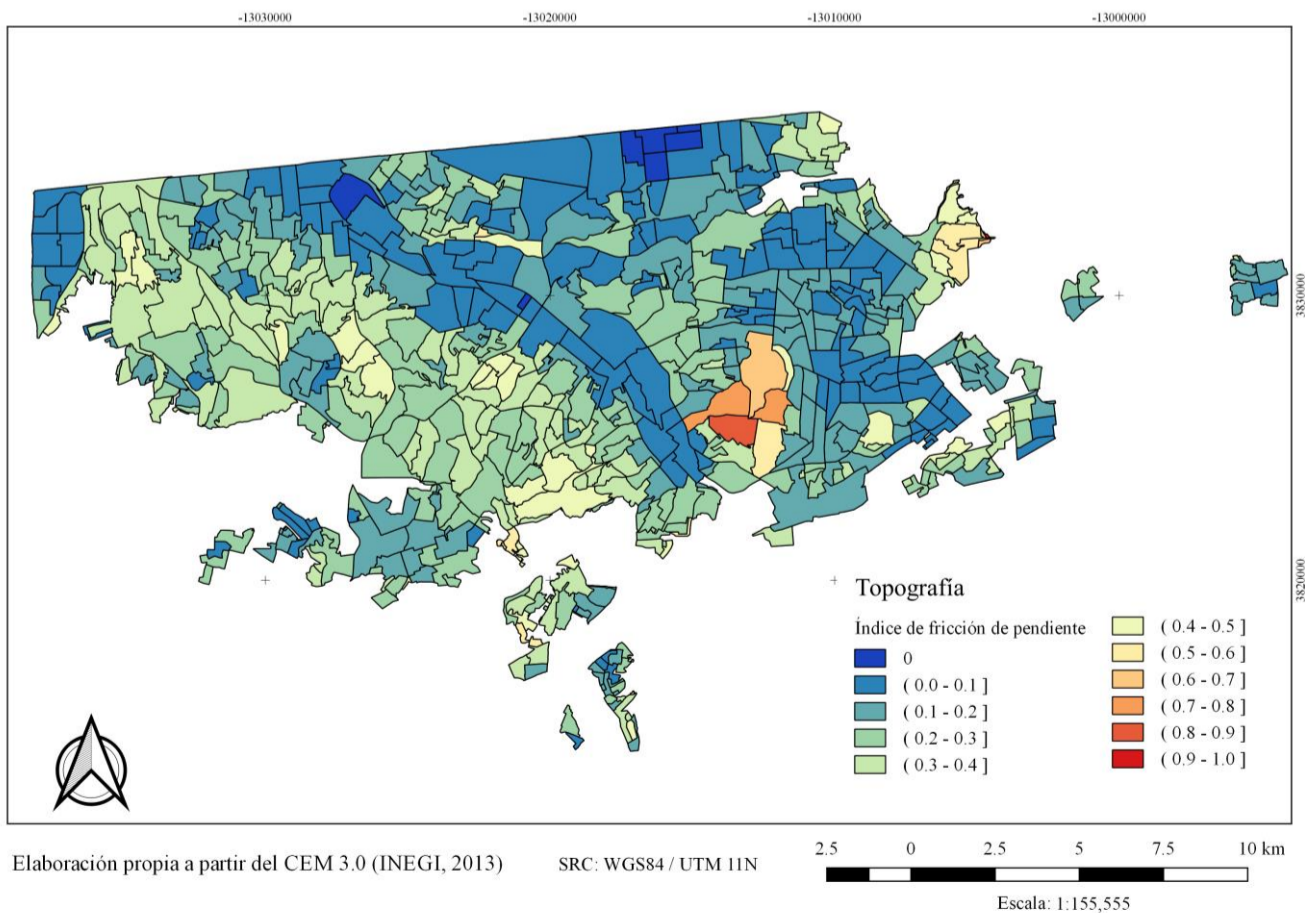 -13030000 -13020000 -13010000 -13000000
3830000
3820000
Topografía
Índice de fricción de pendiente
0
( 0.0 - 0.1 ]
( 0.1 - 0.2 ]
( 0.2 - 0.3 ]
( 0.3 - 0.4 ]
( 0.4 - 0.5 ]
( 0.5 - 0.6 ]
( 0.6 - 0.7 ]
( 0.7 - 0.8 ]
( 0.8 - 0.9 ]
( 0.9 - 1.0 ]
Elaboración propia a partir del CEM 3.0 (INEGI, 2013)
SRC: WGS84 / UTM 11N
2.5 0 2.5 5 7.5 10 km
Escala: 1:155,555